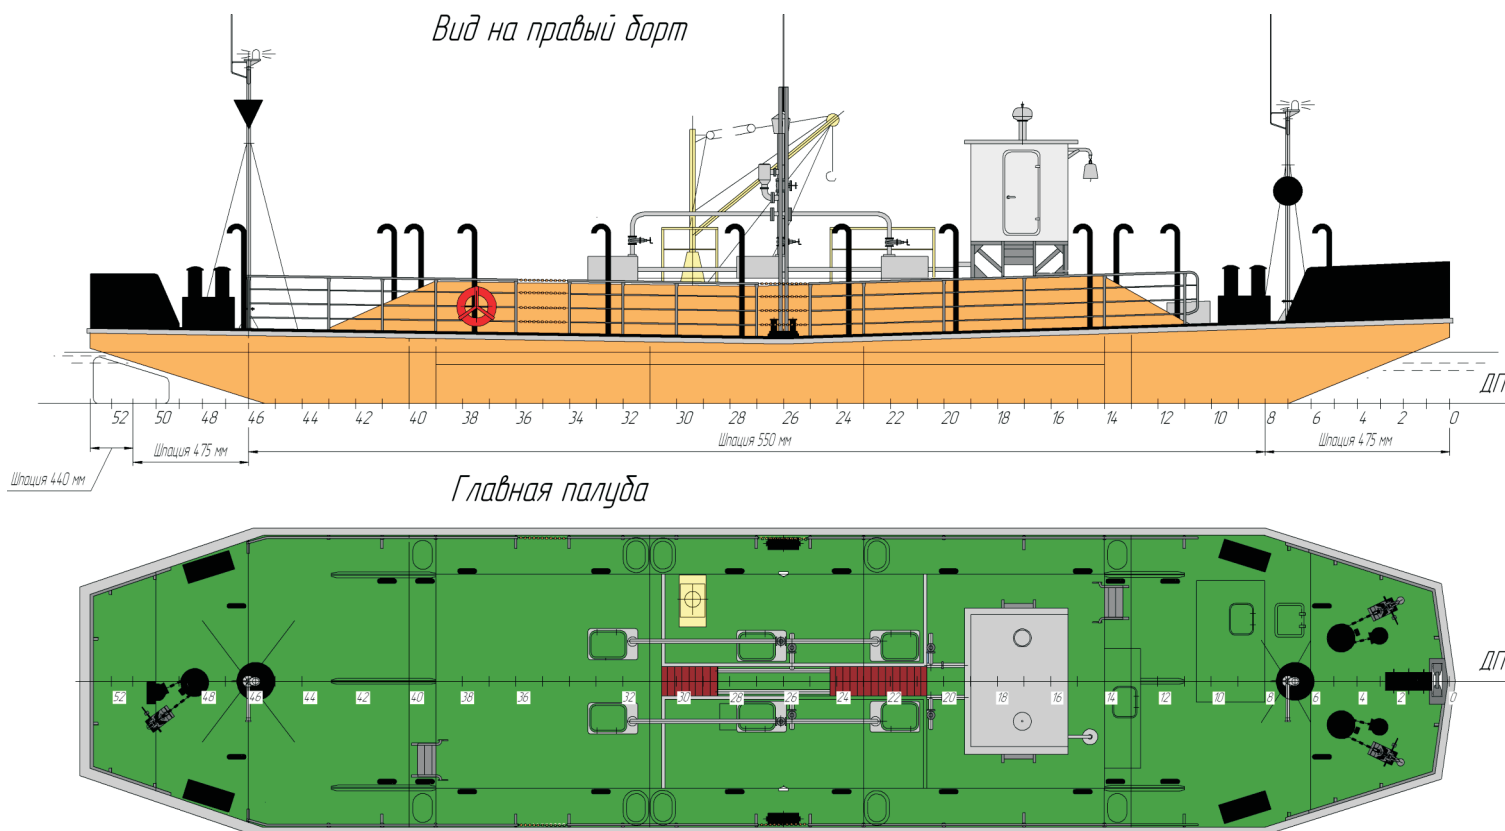 Вид на правый борт
ДП
52 50 48 46 44 42 40 38 36 34 32 30 28 26 24 22 20 18 16 14 12 10 8 6 4 2 0
Шпация 475 мм Шпация 550 мм Шпация 475 мм
Шпация 440 мм
Главная палуба
ДП
52 48 46 44 42 40 38 36 32 30 28 26 24 22 20 18 16 14 12 10 8 6 4 2 0